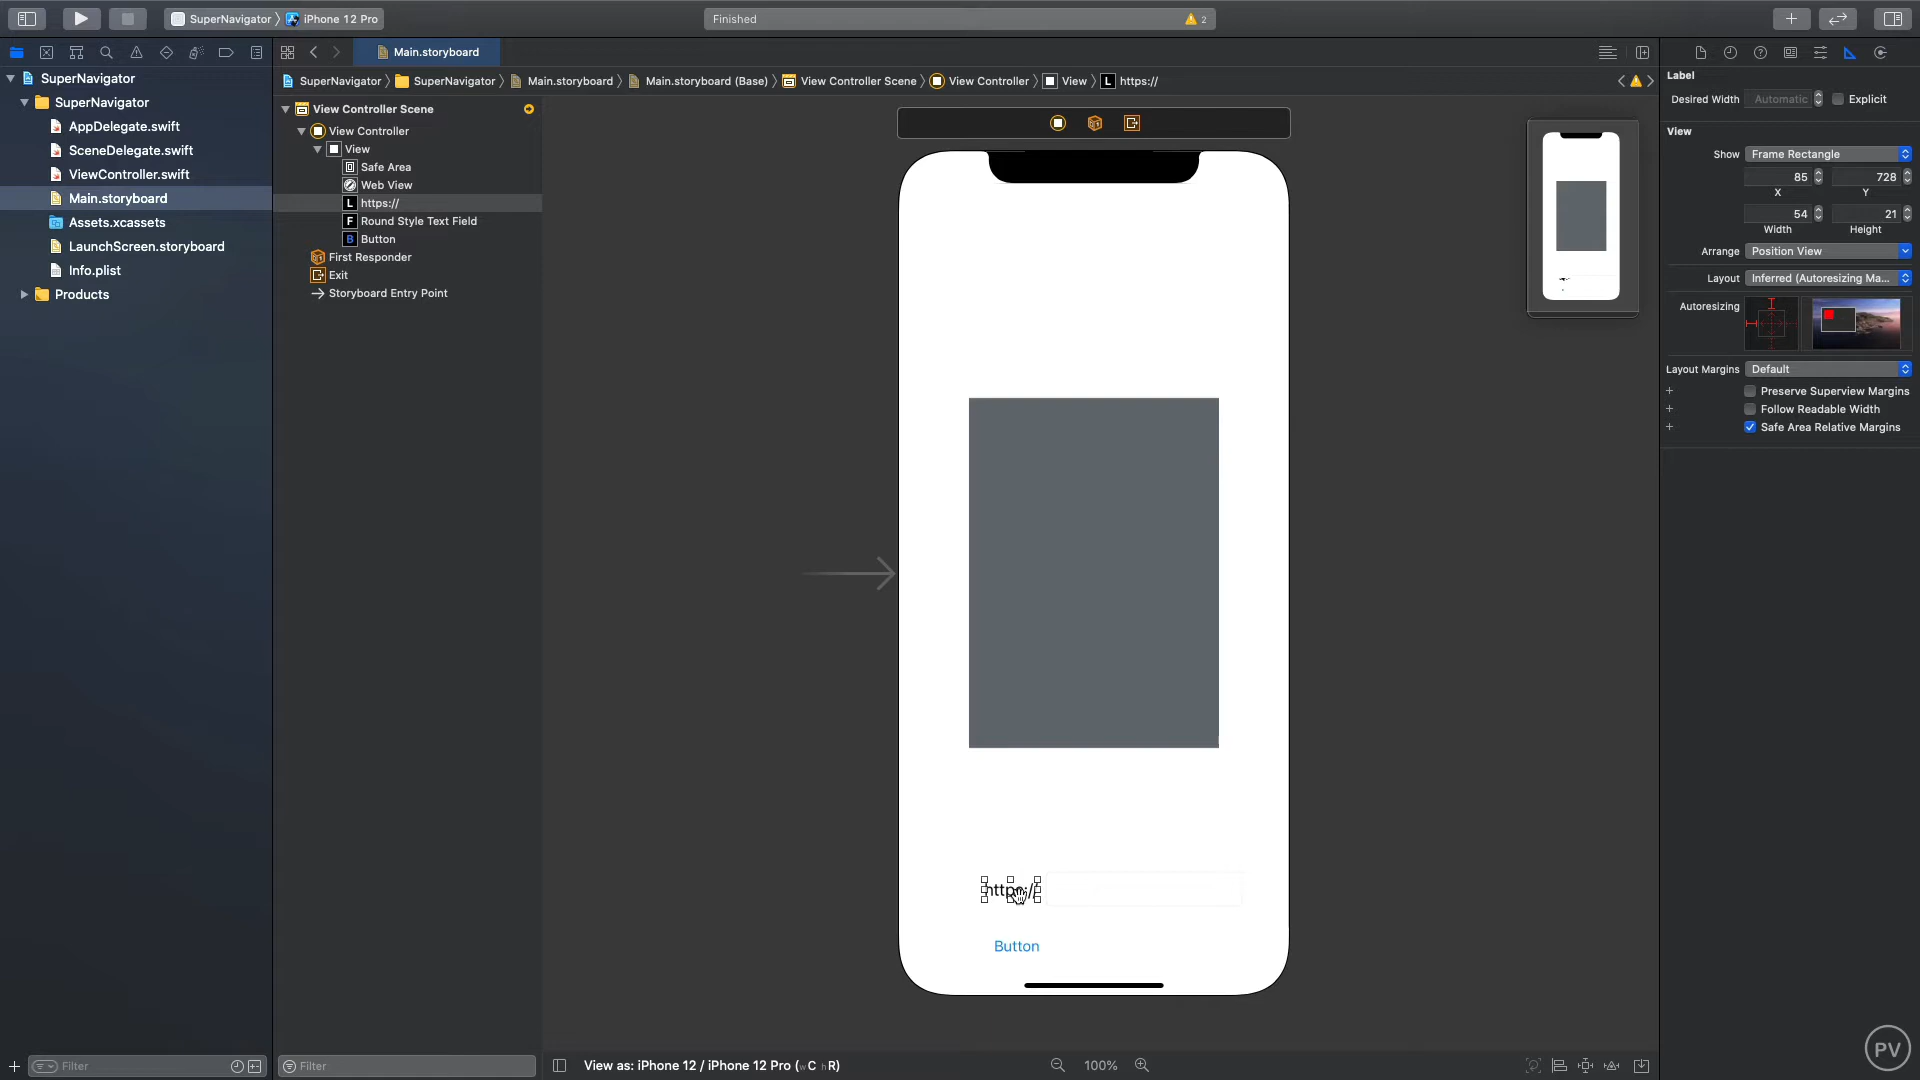 SuperNavigator
iPhone 12 Pro
Finished
2
Main.storyboard
SuperNavigator
SuperNavigator
Main.storyboard
Main.storyboard (Base)
View Controller Scene
View Controller
View
L
https://
SuperNavigator
SuperNavigator
AppDelegate.swift
SceneDelegate.swift
ViewController.swift
Main.storyboard
Assets.xcassets
LaunchScreen.storyboard
Info.plist
Products
View Controller Scene
View Controller
View
Safe Area
Web View
L https://
F Round Style Text Field
B Button
First Responder
Exit
Storyboard Entry Point
https://
Button
Label
Desired Width Automatic Explicit
View
Show Frame Rectangle
85 728
X Y
54 21
Width Height
Arrange Position View
Layout Inferred (Autoresizing Ma...
Autoresizing
Layout Margins Default
Preserve Superview Margins
Follow Readable Width
Safe Area Relative Margins
Filter
Filter
View as: iPhone 12 / iPhone 12 Pro (wC hR)
100%
PV